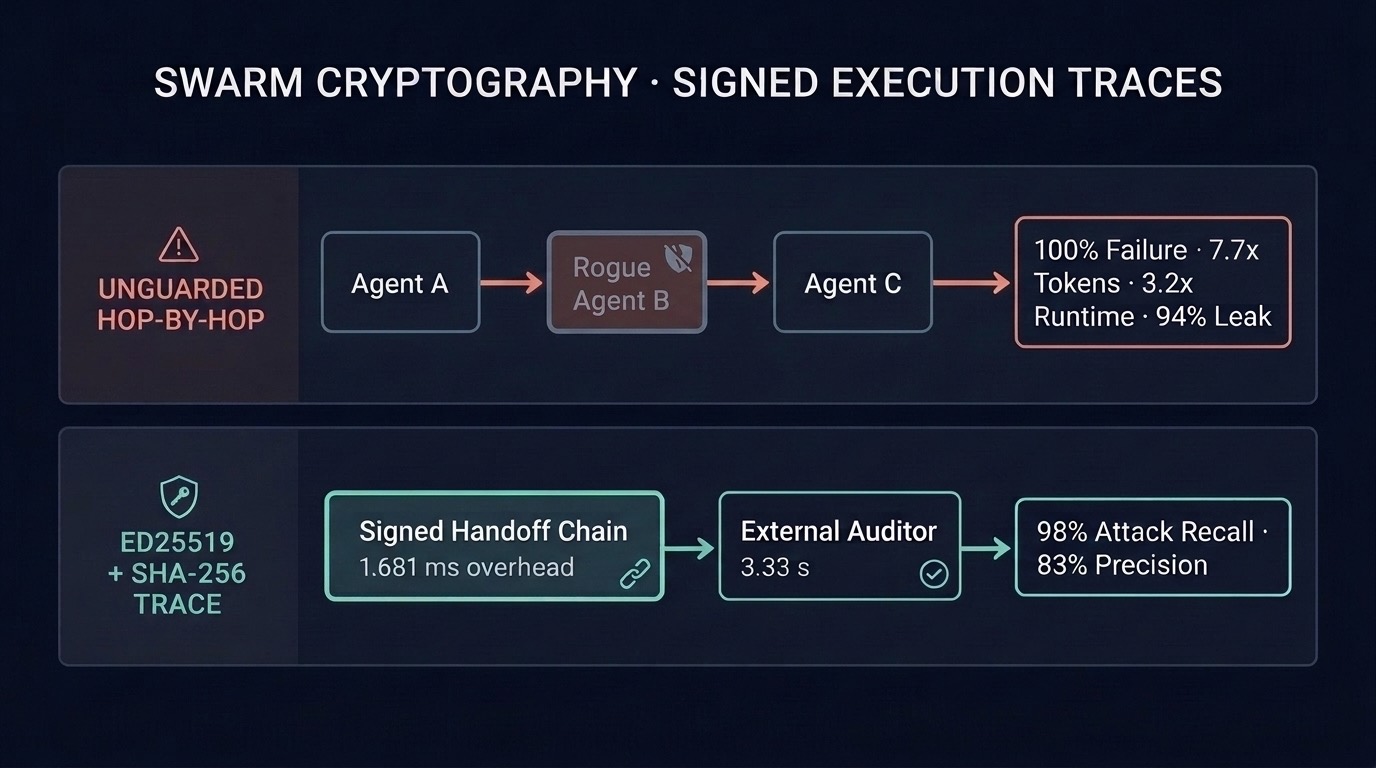 SWARM CRYPTOGRAPHY · SIGNED EXECUTION TRACES
UNGUARDED
HOP-BY-HOP
Agent A
Rogue
Agent B
Agent C
100% Failure · 7.7x
Tokens · 3.2x
Runtime · 94% Leak
ED25519
+ SHA-256
TRACE
Signed Handoff Chain
1.681 ms overhead
External Auditor
3.33 s
98% Attack Recall ·
83% Precision